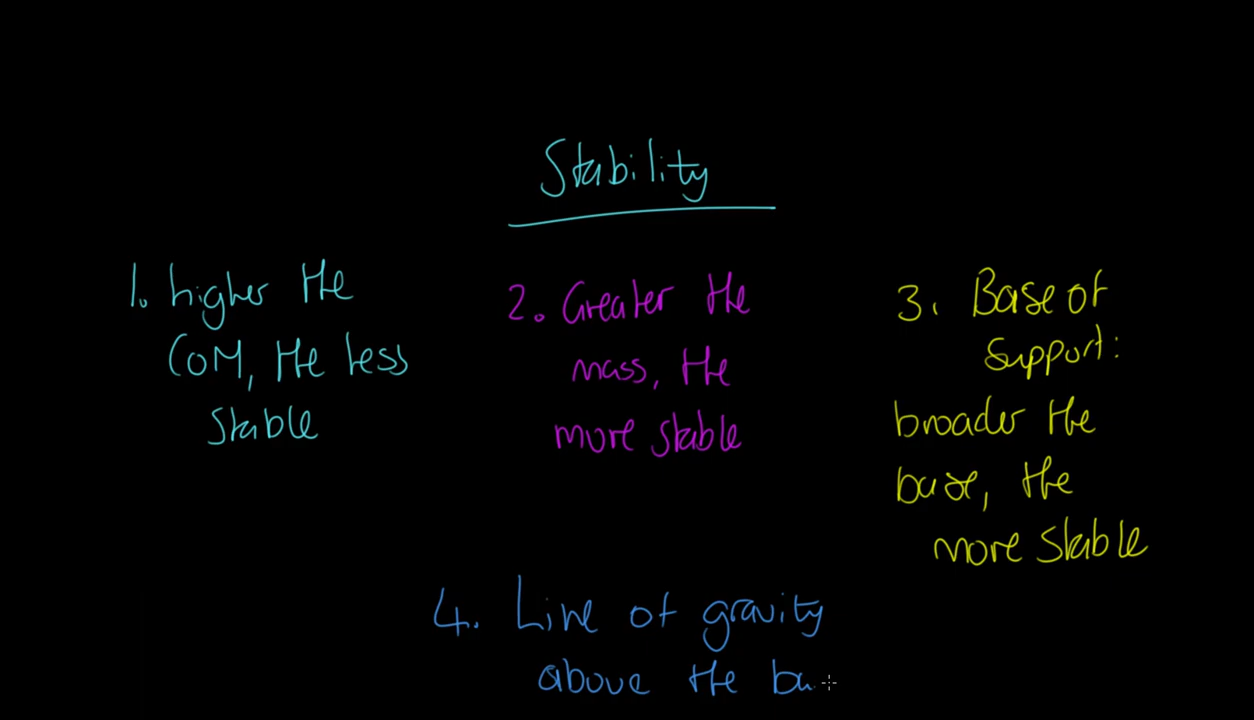 Stability
1. higher the
COM, the less
Stable
2. Greater the
mass, the
more stable
3. Base of
Support:
broader the
base, the
more stable
4. Line of gravity
above the ba